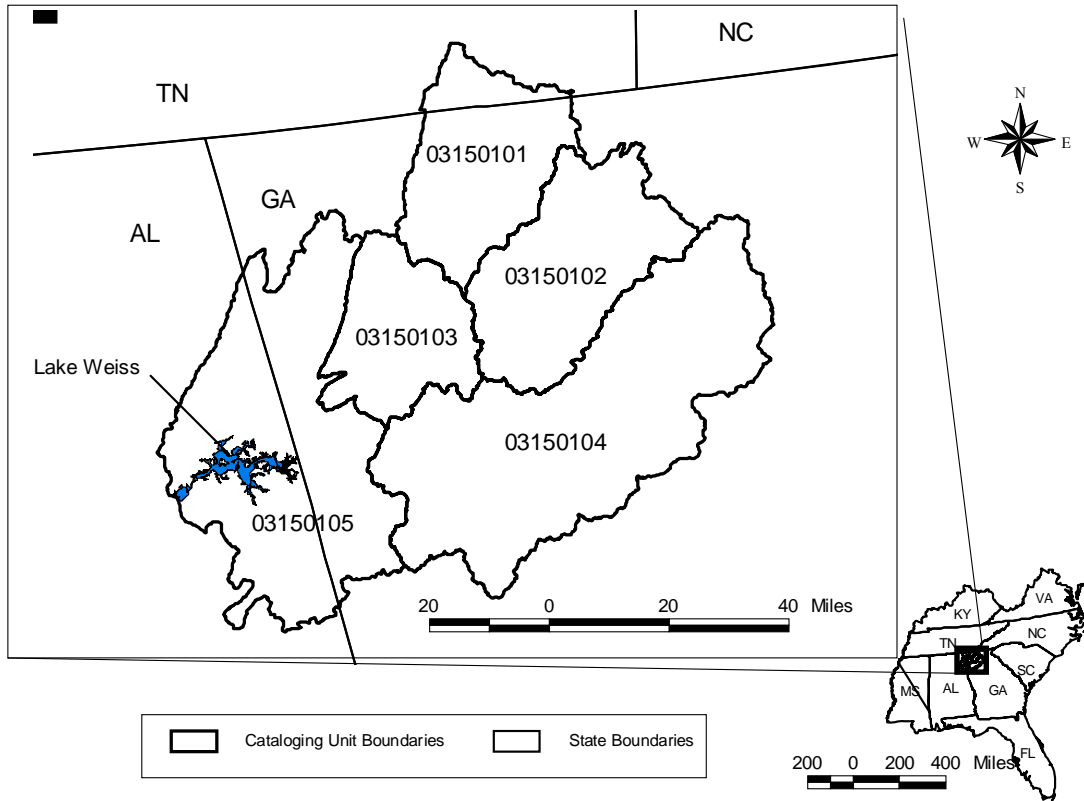 NC
TN
03150101
GA
AL
03150102
03150103
Lake Weiss
03150104
03150105
20 0 20 40 Miles
N
W E
S
VA
KY
NC
TN
SC
MS AL GA
FL
200 0 200 400 Miles
Cataloging Unit Boundaries State Boundaries